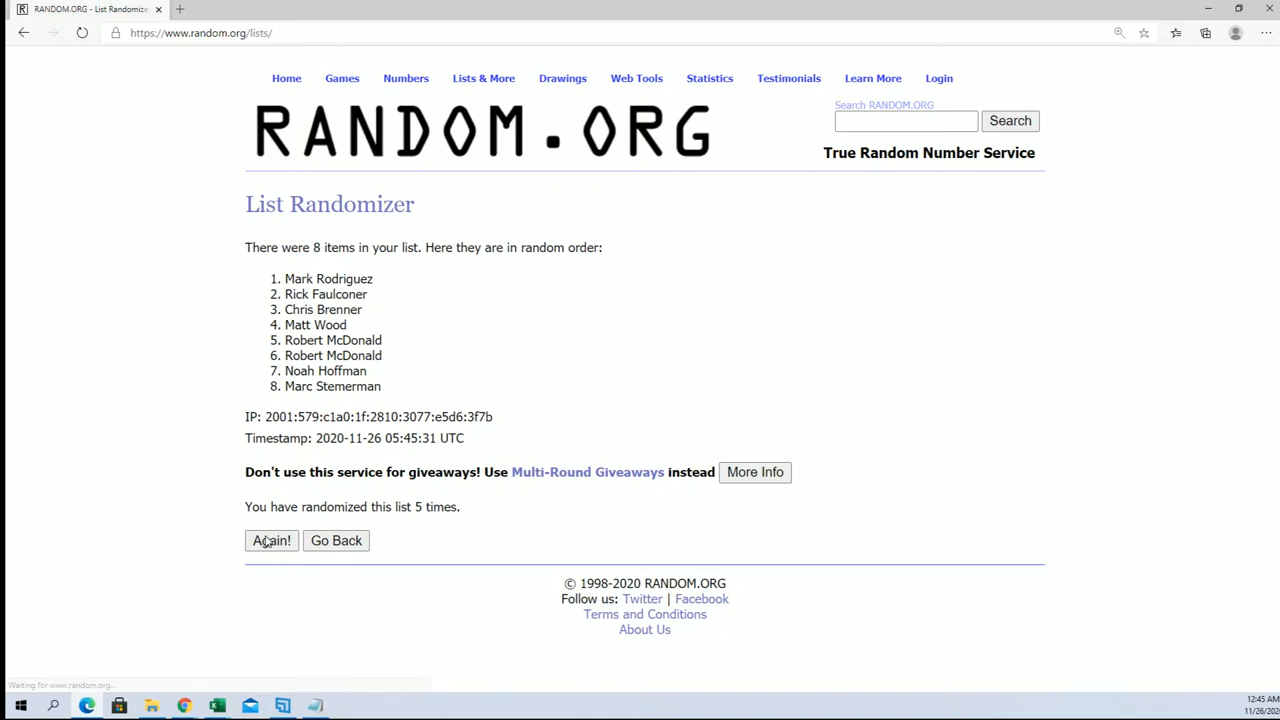 RANDOM.ORG - List Randomizer
https://www.random.org/lists/
Home Games Numbers Lists & More Drawings Web Tools Statistics Testimonials Learn More Login
RANDOM.ORG
Search RANDOM.ORG
Search
True Random Number Service
List Randomizer
There were 8 items in your list. Here they are in random order:
1. Mark Rodriguez
2. Rick Faulconer
3. Chris Brenner
4. Matt Wood
5. Robert McDonald
6. Robert McDonald
7. Noah Hoffman
8. Marc Stemerman
IP: 2001:579:c1a0:1f:2810:3077:e5d6:3f7b
Timestamp: 2020-11-26 05:45:31 UTC
Don't use this service for giveaways! Use Multi-Round Giveaways instead More Info
You have randomized this list 5 times.
Again! Go Back
© 1998-2020 RANDOM.ORG
Follow us: Twitter | Facebook
Terms and Conditions
About Us
Waiting for www.random.org...
12:45 AM
11/26/202